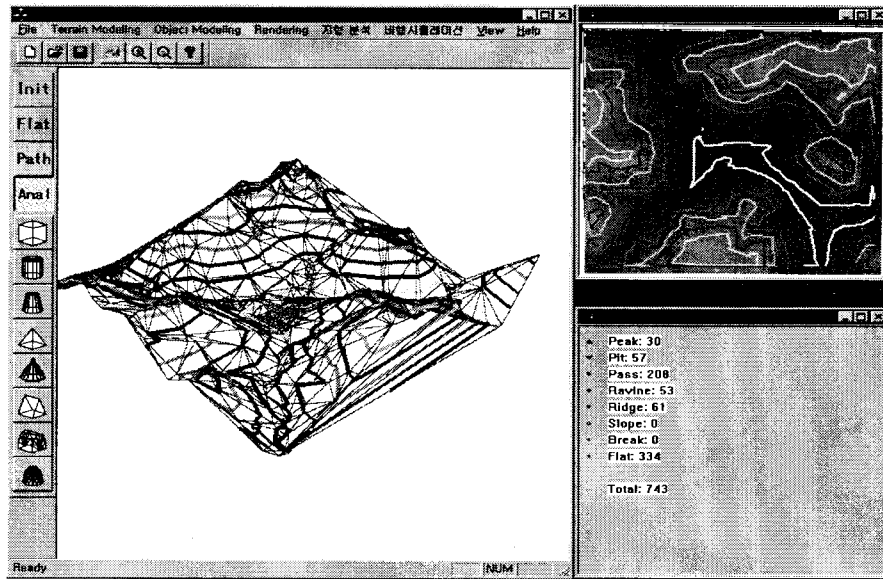 File Terrain Modeling Object Modeling Rendering 지형 분석 비행시뮬레이션 View Help
Init
Flat
Path
Anal
Ready NUM
Peak: 30
Pit: 57
Pass: 208
Ravine: 53
Ridge: 61
Slope: 0
Break: 0
Flat: 334
Total: 743